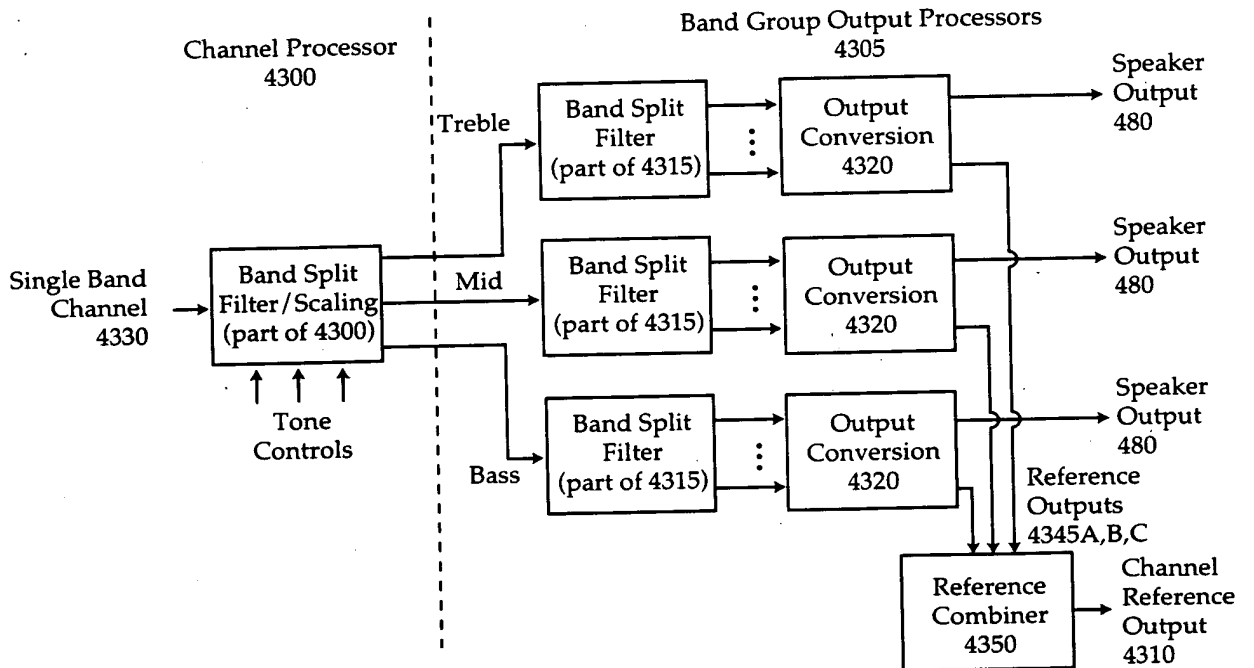 Channel Processor
4300
Band Group Output Processors
4305
Treble
Band Split
Filter
(part of 4315)
Output
Conversion
4320
Speaker
Output
480
Single Band
Channel
4330
Band Split
Filter/Scaling
(part of 4300)
Mid
Band Split
Filter
(part of 4315)
Output
Conversion
4320
Speaker
Output
480
Tone
Controls
Bass
Band Split
Filter
(part of 4315)
Output
Conversion
4320
Speaker
Output
480
Reference
Outputs
4345A,B,C
Reference
Combiner
4350
Channel
Reference
Output
4310